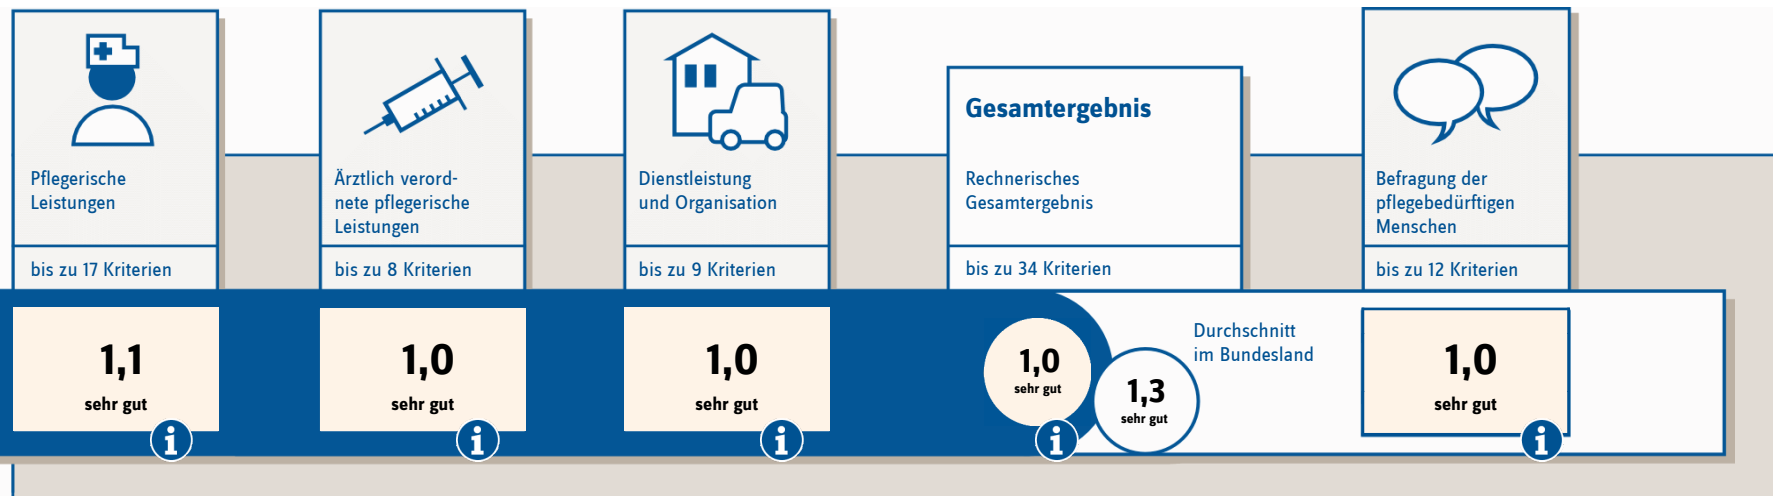 Pflegerische
Leistungen
bis zu 17 Kriterien
1,1
sehr gut
i
Ärztlich verord-
nete pflegerische
Leistungen
bis zu 8 Kriterien
1,0
sehr gut
i
Dienstleistung
und Organisation
bis zu 9 Kriterien
1,0
sehr gut
i
Gesamtergebnis
Rechnerisches
Gesamtergebnis
bis zu 34 Kriterien
1,0
sehr gut
i
1,3
sehr gut
Durchschnitt
im Bundesland
Befragung der
pflegebedürftigen
Menschen
bis zu 12 Kriterien
1,0
sehr gut
i